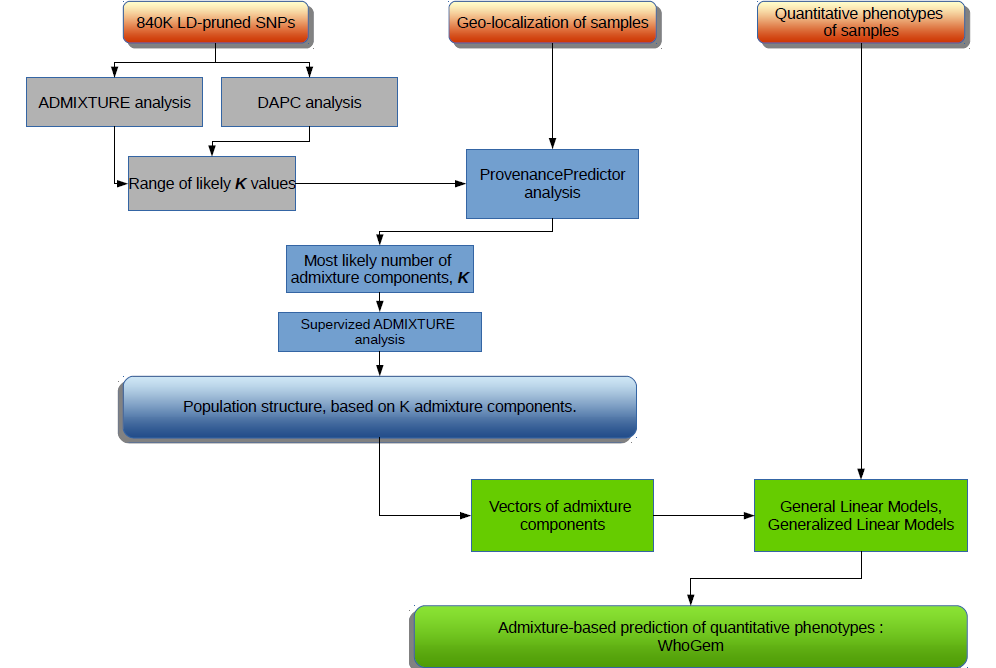 840K LD-pruned SNPs
Geo-localization of samples
Quantitative phenotypes
of samples
ADMIXTURE analysis
DAPC analysis
Range of likely K values
ProvenancePredictor
analysis
Most likely number of
admixture components, K
Supervized ADMIXTURE
analysis
Population structure, based on K admixture components.
Vectors of admixture
components
General Linear Models,
Generalized Linear Models
Admixture-based prediction of quantitative phenotypes :
WhoGem